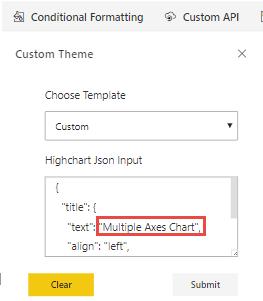 Conditional Formatting Custom API
Custom Theme
Choose Template
Custom
Highchart Json Input
{
"title": {
"text": "Multiple Axes Chart",
"align": "left",
Clear Submit